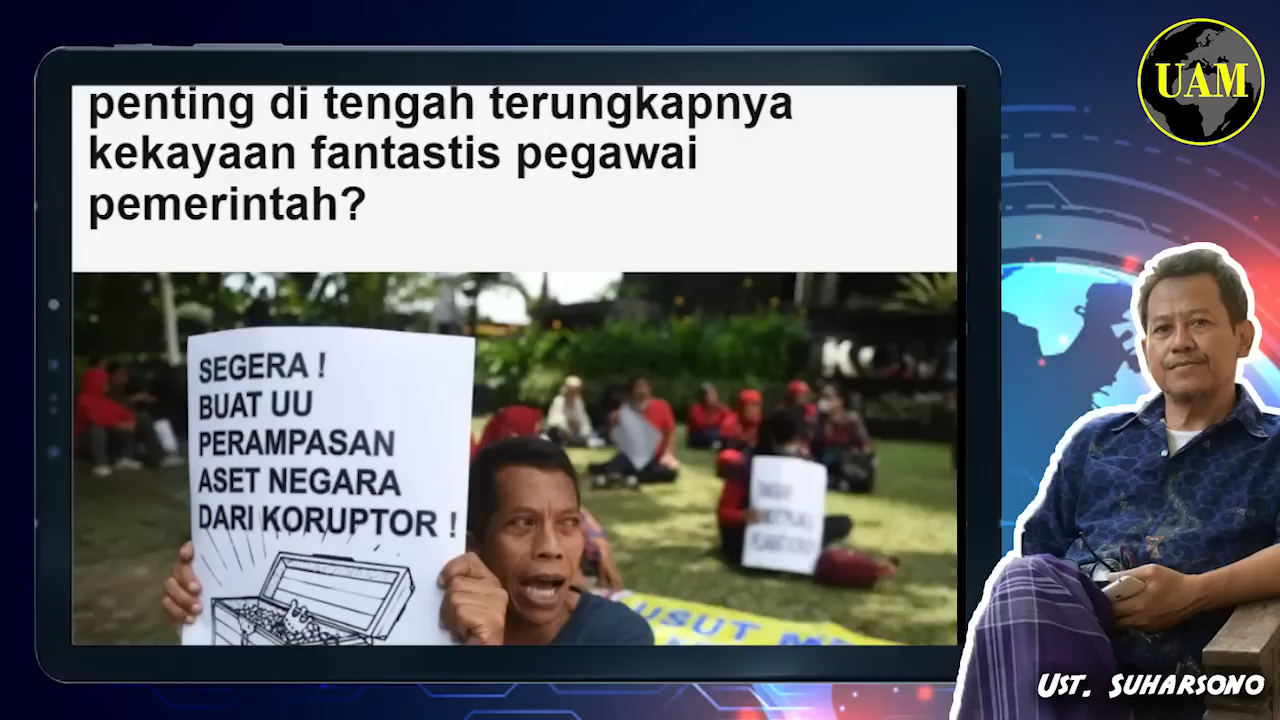 penting di tengah terungkapnya
kekayaan fantastis pegawai
pemerintah?
UAM
SEGERA !
BUAT UU
PERAMPASAN
ASET NEGARA
DARI KORUPTOR !
UST. SUHARSONO